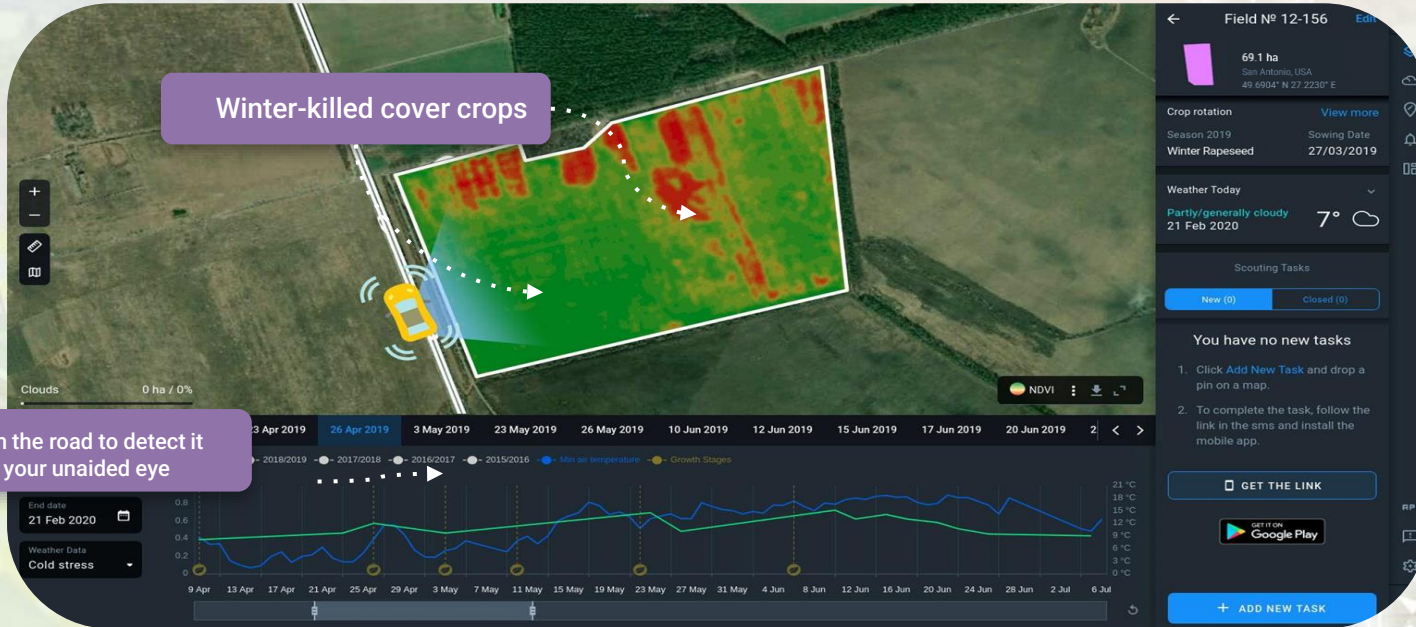 Winter-killed cover crops
Clouds
0 ha / 0%
NDVI
the road to detect it
your unaided eye
3 Apr 2019
26 Apr 2019
3 May 2019
23 May 2019
26 May 2019
10 Jun 2019
12 Jun 2019
15 Jun 2019
17 Jun 2019
20 Jun 2019
2
2018/2019
2017/2018
2016/2017
2015/2016
Min air temperature
Growth Stages
End date
21 Feb 2020
Weather Data
Cold stress
0.8
0.6
0.4
0.2
0
21 °C
18 °C
15 °C
12 °C
9 °C
6 °C
3 °C
0 °C
9 Apr
13 Apr
17 Apr
21 Apr
25 Apr
29 Apr
3 May
7 May
11 May
15 May
19 May
23 May
27 May
31 May
4 Jun
8 Jun
12 Jun
16 Jun
20 Jun
24 Jun
28 Jun
2 Jul
6 Jul
Field № 12-156
Edit
69.1 ha
San Antonio, USA
49.6904° N 27.2230° E
Crop rotation
View more
Season 2019
Sowing Date
Winter Rapeseed
27/03/2019
Weather Today
Partly/generally cloudy
21 Feb 2020
7°
Scouting Tasks
New (0)
Closed (0)
You have no new tasks
1. Click Add New Task and drop a
pin on a map.
2. To complete the task, follow the
link in the sms and install the
mobile app.
GET THE LINK
GET IT ON
Google Play
+ ADD NEW TASK